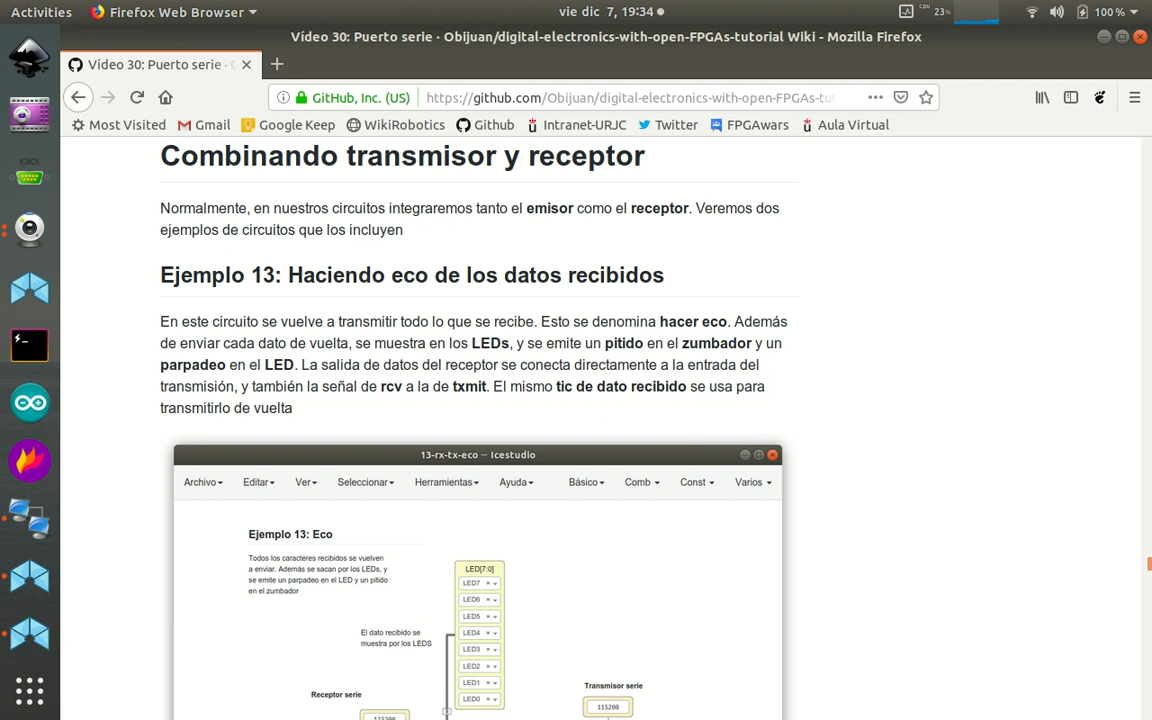 Activities
Firefox Web Browser
vie dic 7, 19:34
cpu
23%
100 %
Vídeo 30: Puerto serie · Obijuan/digital-electronics-with-open-FPGAs-tutorial Wiki - Mozilla Firefox
Vídeo 30: Puerto serie ·
GitHub, Inc. (US)
https://github.com/Obijuan/digital-electronics-with-open-FPGAs-tut
Most Visited
Gmail
Google Keep
WikiRobotics
Github
Intranet-URJC
Twitter
FPGAwars
Aula Virtual
Combinando transmisor y receptor
Normalmente, en nuestros circuitos integraremos tanto el emisor como el receptor. Veremos dos
ejemplos de circuitos que los incluyen
Ejemplo 13: Haciendo eco de los datos recibidos
En este circuito se vuelve a transmitir todo lo que se recibe. Esto se denomina hacer eco. Además
de enviar cada dato de vuelta, se muestra en los LEDs, y se emite un pitido en el zumbador y un
parpadeo en el LED. La salida de datos del receptor se conecta directamente a la entrada del
transmisión, y también la señal de rcv a la de txmit. El mismo tic de dato recibido se usa para
transmitirlo de vuelta
13-rx-tx-eco — Icestudio
Archivo
Editar
Ver
Seleccionar
Herramientas
Ayuda
Básico
Comb
Const
Varios
Ejemplo 13: Eco
Todos los caracteres recibidos se vuelven
a enviar. Además se sacan por los LEDs, y
se emite un parpadeo en el LED y un pitido
en el zumbador
LED[7:0]
LED7
LED6
LED5
LED4
LED3
LED2
LED1
LED0
El dato recibido se
muestra por los LEDS
Receptor serie
115200
Transmisor serie
115200